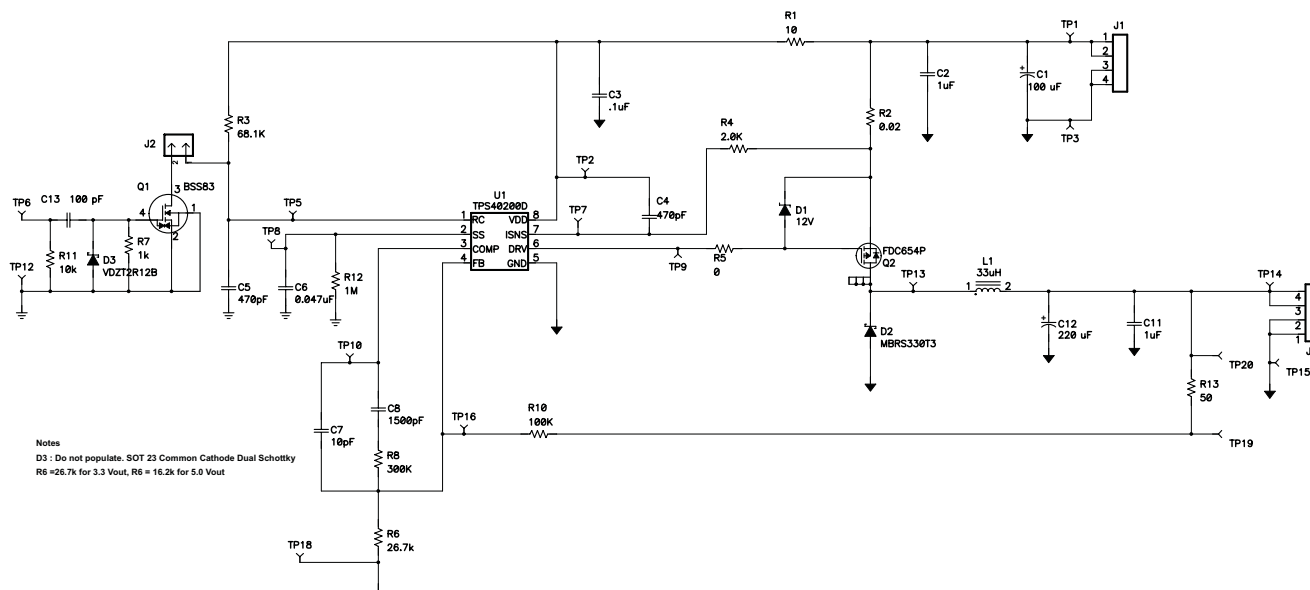 R1
10
TP1
J1
1
2
3
4
C3
.1uF
C2
1uF
C1
100 uF
+
R2
0.02
TP3
R3
68.1K
R4
2.0K
J2
2
TP2
Q1
BSS83
3
4
1
2
C13 100 pF
TP6
R11
10k
D3
VDZT2R12B
R7
1k
TP12
TP5
TP8
U1
TPS40200D
1 RC VDD 8
2 SS ISNS 7
3 COMP DRV 6
4 FB GND 5
TP7
C4
470pF
D1
12V
TP9
R5
0
FDC654P
Q2
C5
470pF
C6
0.047uF
R12
1M
TP13
L1
33uH
1
2
TP14
4
3
2
1
J
TP15
D2
MBRS330T3
+
C12
220 uF
C11
1uF
TP20
R13
50
TP19
TP10
C7
10pF
C8
1500pF
R8
300K
TP16
R10
100K
R6
26.7k
TP18
Notes
D3 : Do not populate. SOT 23 Common Cathode Dual Schottky
R6 =26.7k for 3.3 Vout, R6 = 16.2k for 5.0 Vout